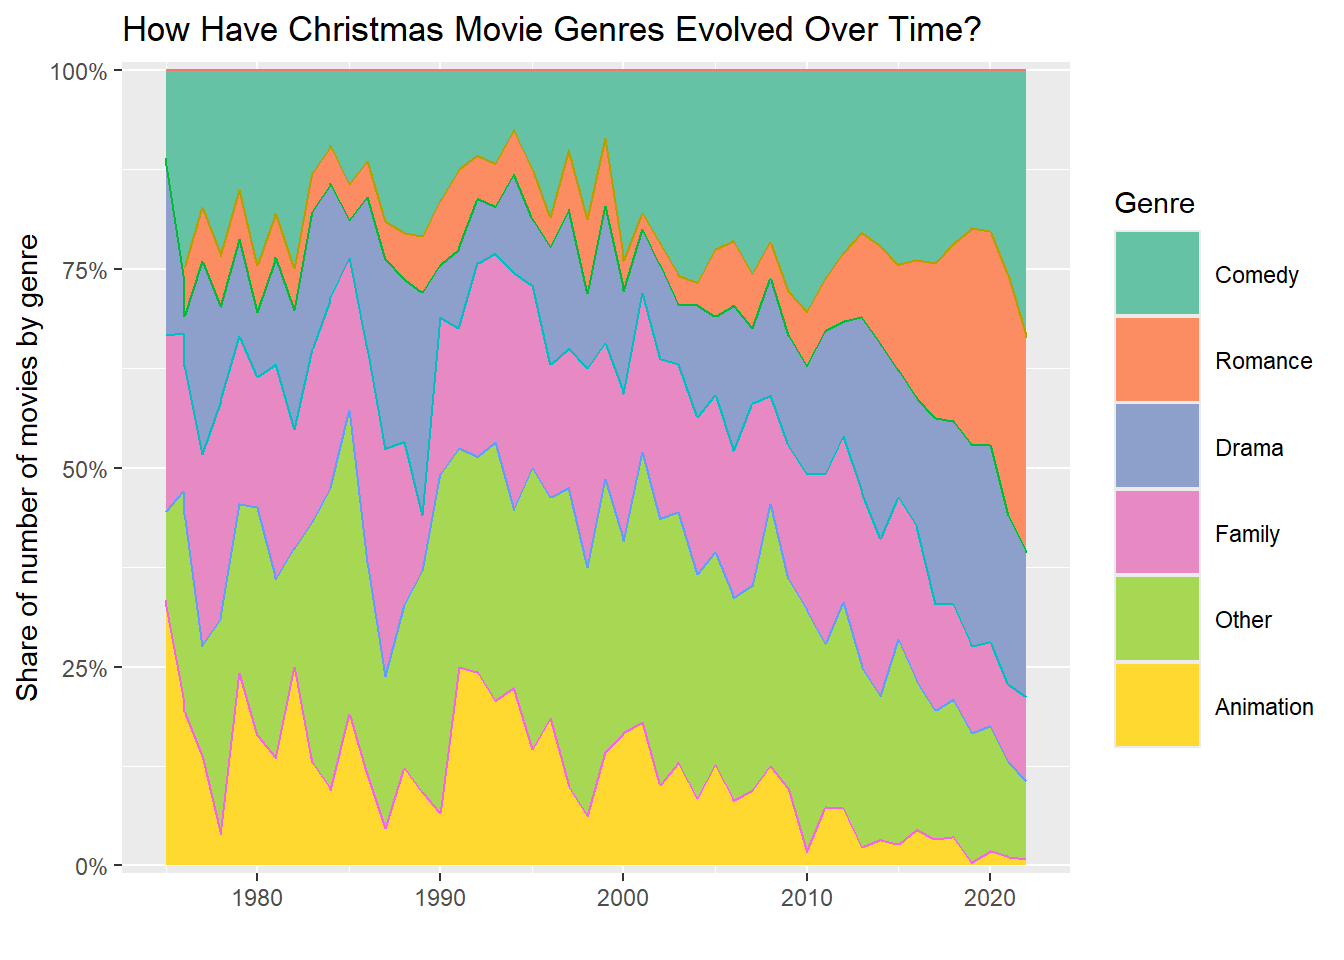 How Have Christmas Movie Genres Evolved Over Time?
Share of number of movies by genre
100%
75%
50%
25%
0%
1980
1990
2000
2010
2020
Genre
Comedy
Romance
Drama
Family
Other
Animation